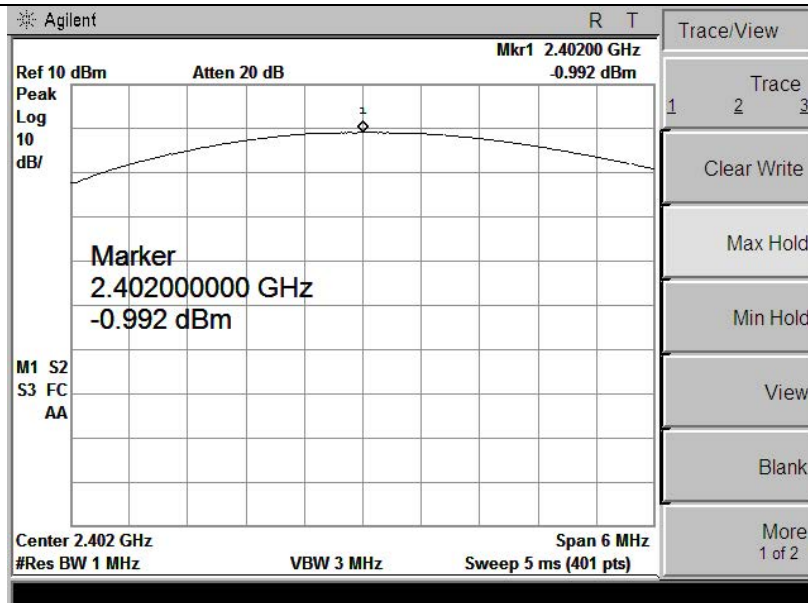 Agilent R T
Mkr1 2.40200 GHz
Ref 10 dBm Atten 20 dB -0.992 dBm
Peak
Log
10
dB/
1
Marker
2.402000000 GHz
-0.992 dBm
M1 S2
S3 FC
AA
Center 2.402 GHz Span 6 MHz
#Res BW 1 MHz VBW 3 MHz Sweep 5 ms (401 pts)
Trace/View
Trace
1 2 3
Clear Write
Max Hold
Min Hold
View
Blank
More
1 of 2